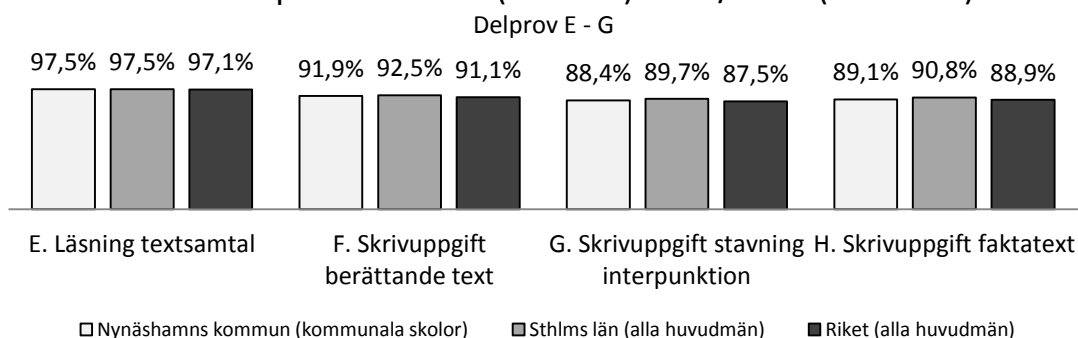 Delprov E - G
97,5% 97,5% 97,1%
91,9% 92,5% 91,1%
88,4% 89,7% 87,5%
89,1% 90,8% 88,9%
E. Läsning textsamtal
F. Skrivuppgift
berättande text
G. Skrivuppgift stavning
interpunktion
H. Skrivuppgift faktatext
Nynäshamns kommun (kommunala skolor)
Sthlms län (alla huvudmän)
Riket (alla huvudmän)